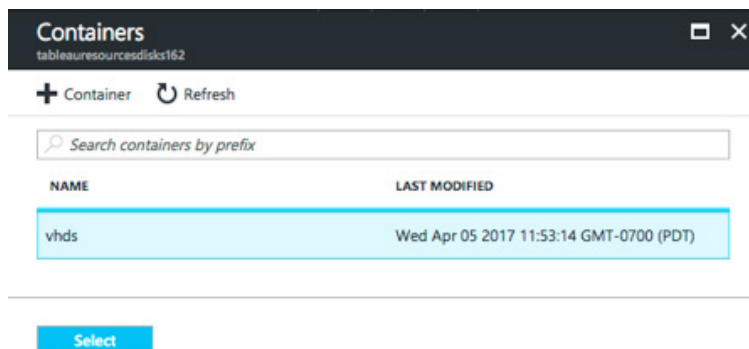 Containers
tableauresourcesdisks162
Container Refresh
Search containers by prefix
NAME LAST MODIFIED
vhds Wed Apr 05 2017 11:53:14 GMT-0700 (PDT)
Select